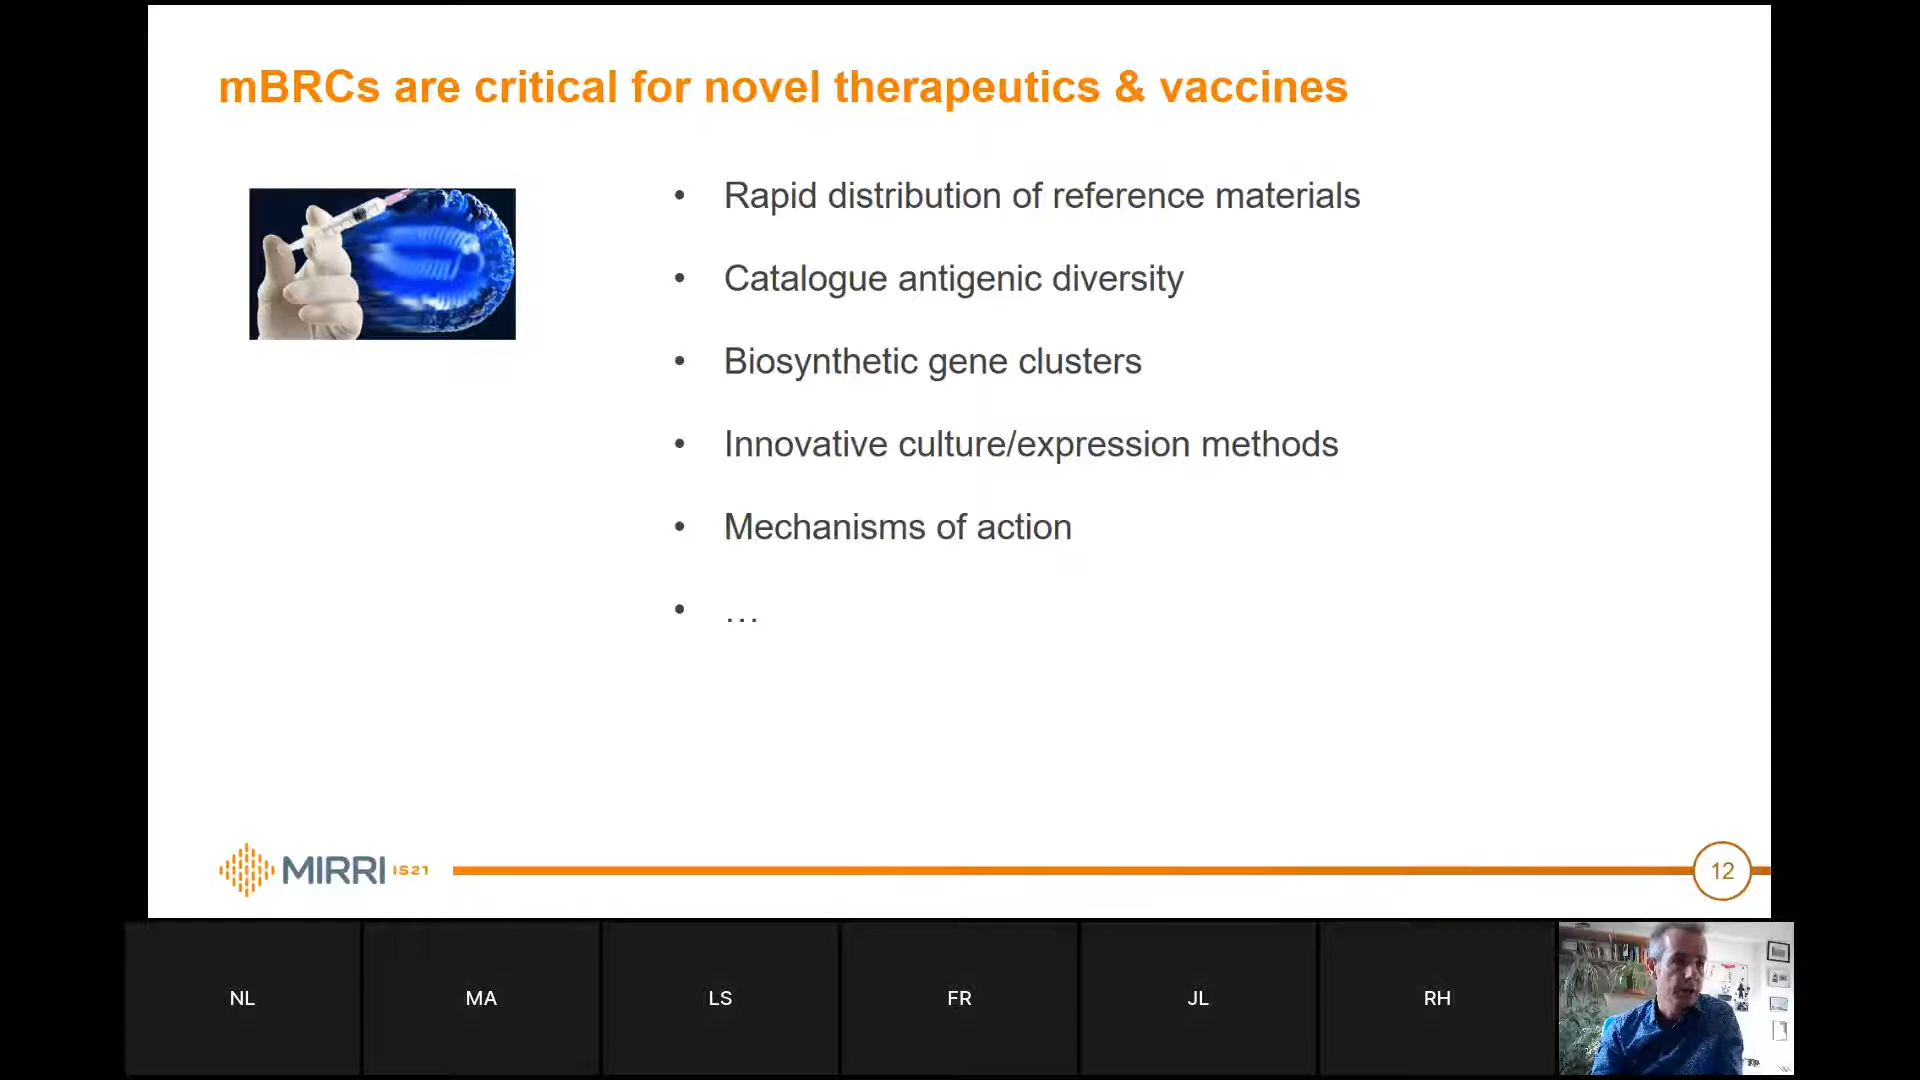 mBRCs are critical for novel therapeutics & vaccines
• Rapid distribution of reference materials
• Catalogue antigenic diversity
• Biosynthetic gene clusters
• Innovative culture/expression methods
• Mechanisms of action
• …
MIRRI IS21
12
NL
MA
LS
FR
JL
RH